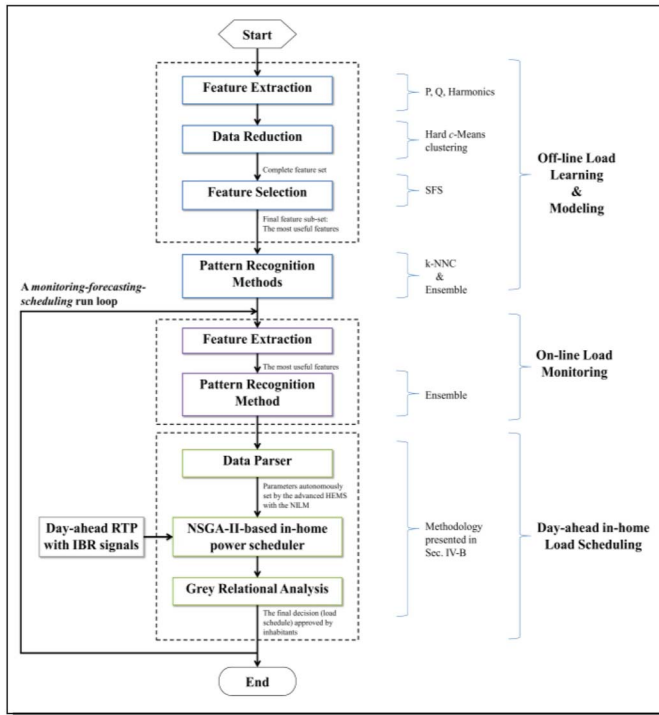 Start
Feature Extraction
P, Q, Harmonics
Data Reduction
Hard c-Means
clustering
Complete feature set
Feature Selection
SFS
Final feature sub-set:
The most useful features
Off-line Load
Learning
&
Modeling
Pattern Recognition
Methods
k-NNC
&
Ensemble
A monitoring-forecasting-
scheduling run loop
Feature Extraction
The most useful features
Pattern Recognition
Method
Ensemble
On-line Load
Monitoring
Data Parser
Parameters autonomously
set by the advanced HEMS
with the NILM
Day-ahead RTP
with IBR signals
NSGA-II-based in-home
power scheduler
Methodology
presented in
Sec. IV-B
Day-ahead in-home
Load Scheduling
Grey Relational Analysis
The final decision (load
schedule) approved by
inhabitants
End